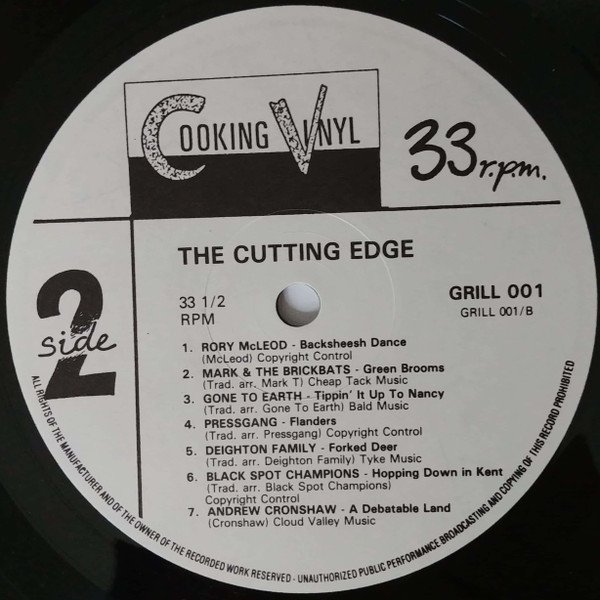 COOKING VINYL
33 r.p.m.
THE CUTTING EDGE
33 1/2
RPM
GRILL 001
GRILL 001/B
side 2
1. RORY McLEOD - Backsheesh Dance
(McLeod) Copyright Control
2. MARK & THE BRICKBATS - Green Brooms
(Trad. arr. Mark T) Cheap Tack Music
3. GONE TO EARTH - Tippin' It Up To Nancy
(Trad. arr. Gone To Earth) Bald Music
4. PRESSGANG - Flanders
(Trad. arr. Pressgang) Copyright Control
5. DEIGHTON FAMILY - Forked Deer
(Trad. arr. Deighton Family) Tyke Music
6. BLACK SPOT CHAMPIONS - Hopping Down in Kent
(Trad. arr. Black Spot Champions)
Copyright Control
7. ANDREW CRONSHAW - A Debatable Land
(Cronshaw) Cloud Valley Music
ALL RIGHTS OF THE MANUFACTURER AND OF THE OWNER OF THE RECORDED WORK RESERVED - UNAUTHORIZED PUBLIC PERFORMANCE BROADCASTING AND COPYING OF THIS RECORD PROHIBITED